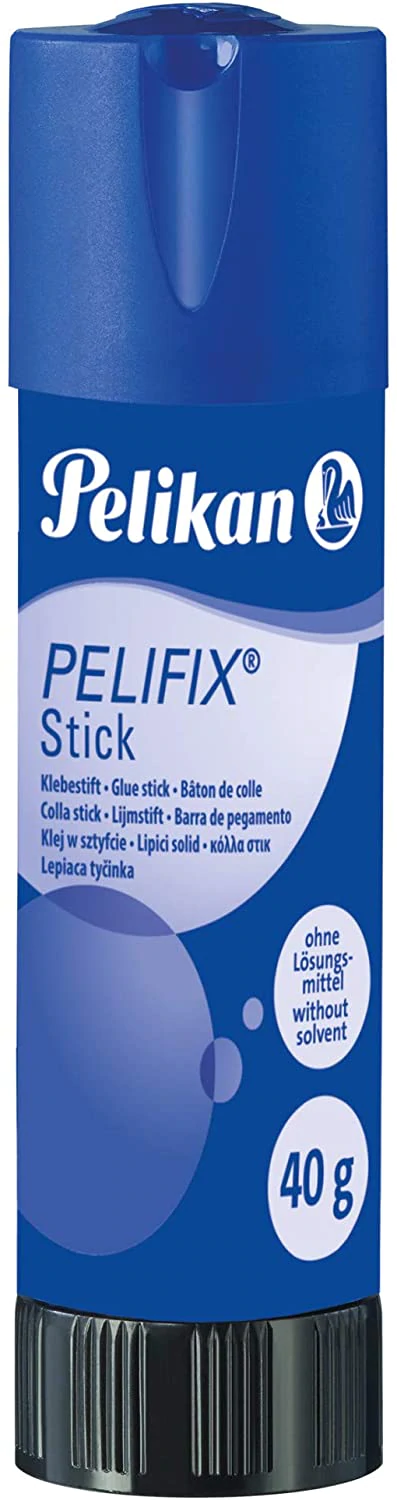 Pelikan
PELIFIX®
Stick
Klebestift • Glue stick • Bâton de colle
Colla stick • Lijmstift • Barra de pegamento
Klej w sztyfcie • Lipici solid • κόλλα στικ
Lepiaca tyčinka
ohne
Lösungs-
mittel
without
solvent
40 g